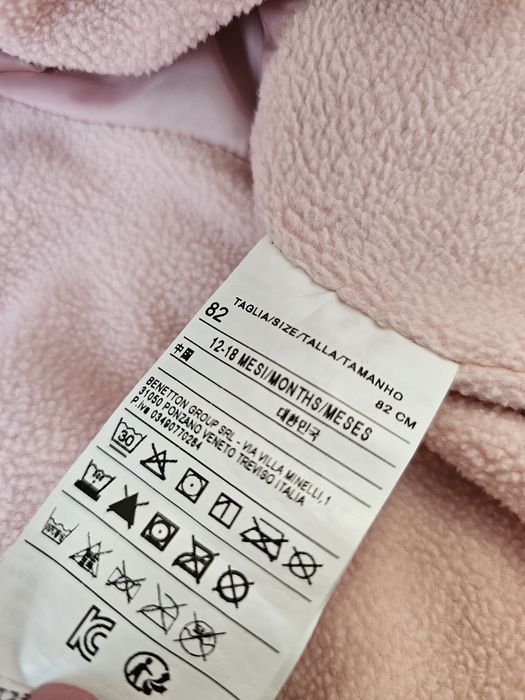 TAGLIA/SIZE/TALLA/TAMANHO
82 82 CM
12-18 MESI/MONTHS/MESES
中國 대한민국
BENETTON GROUP SRL - VIA VILLA MINELLI,1
31050 PONZANO VENETO TREVISO ITALIA
P.iva 03490770264
30